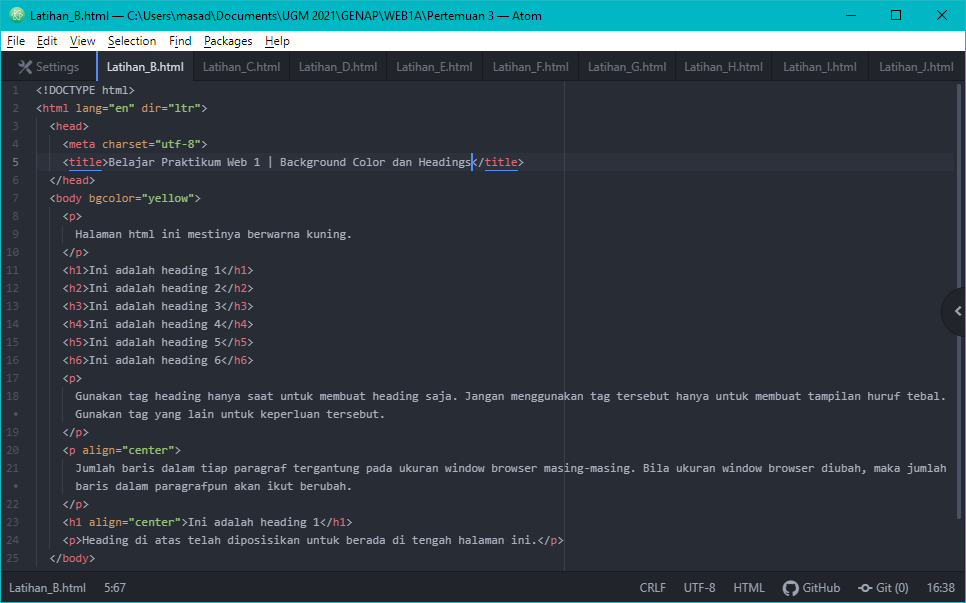 Latihan_B.html — C:\Users\masad\Documents\UGM 2021\GENAP\WEB1A\Pertemuan 3 — Atom
File Edit View Selection Find Packages Help
Settings Latihan_B.html Latihan_C.html Latihan_D.html Latihan_E.html Latihan_F.html Latihan_G.html Latihan_H.html Latihan_I.html Latihan_J.html
1 <!DOCTYPE html>
2 <html lang="en" dir="ltr">
3 <head>
4 <meta charset="utf-8">
5 <title>Belajar Praktikum Web 1 | Background Color dan Headings</title>
6 </head>
7 <body bgcolor="yellow">
8 <p>
9 Halaman html ini mestinya berwarna kuning.
10 </p>
11 <h1>Ini adalah heading 1</h1>
12 <h2>Ini adalah heading 2</h2>
13 <h3>Ini adalah heading 3</h3>
14 <h4>Ini adalah heading 4</h4>
15 <h5>Ini adalah heading 5</h5>
16 <h6>Ini adalah heading 6</h6>
17 <p>
18 Gunakan tag heading hanya saat untuk membuat heading saja. Jangan menggunakan tag tersebut hanya untuk membuat tampilan huruf tebal.
• Gunakan tag yang lain untuk keperluan tersebut.
19 </p>
20 <p align="center">
21 Jumlah baris dalam tiap paragraf tergantung pada ukuran window browser masing-masing. Bila ukuran window browser diubah, maka jumlah
• baris dalam paragrafpun akan ikut berubah.
22 </p>
23 <h1 align="center">Ini adalah heading 1</h1>
24 <p>Heading di atas telah diposisikan untuk berada di tengah halaman ini.</p>
25 </body>
Latihan_B.html 5:67 CRLF UTF-8 HTML GitHub Git (0) 16:38